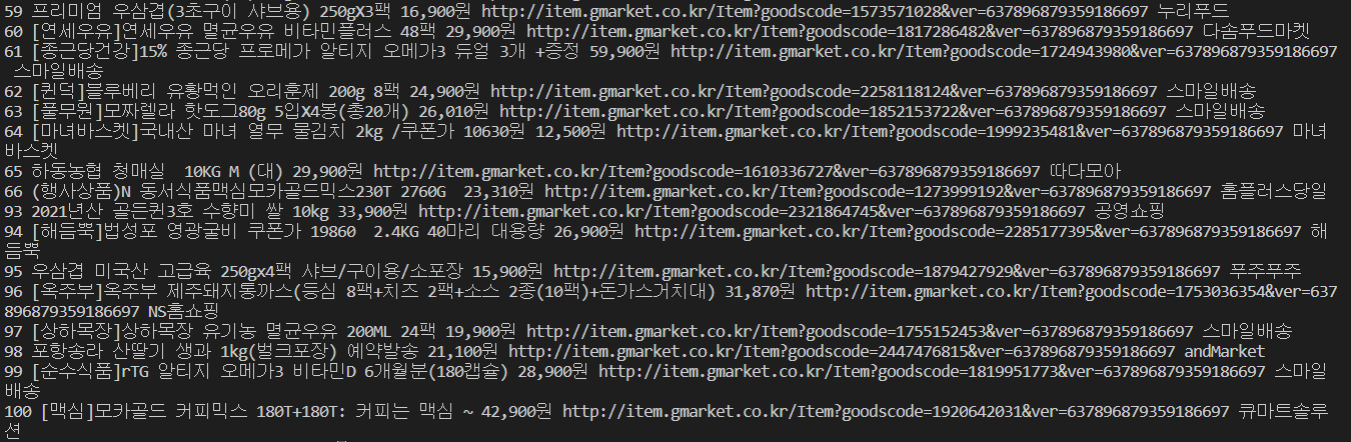 59 프리미엄 우삼겹(3초구이 샤브용) 250gX3팩 16,900원 http://item.gmarket.co.kr/Item?goodscode=1573571028&ver=637896879359186697 누리푸드
60 [연세우유]연세우유 멸균우유 비타민플러스 48팩 29,900원 http://item.gmarket.co.kr/Item?goodscode=1817286482&ver=637896879359186697 다솜푸드마켓
61 [종근당건강]15% 종근당 프로메가 알티지 오메가3 듀얼 3개 +증정 59,900원 http://item.gmarket.co.kr/Item?goodscode=1724943980&ver=637896879359186697
스마일배송
62 [퀸덕]블루베리 유황먹인 오리훈제 200g 8팩 24,900원 http://item.gmarket.co.kr/Item?goodscode=2258118124&ver=637896879359186697 스마일배송
63 [풀무원]모짜렐라 핫도그80g 5입X4봉(총20개) 26,010원 http://item.gmarket.co.kr/Item?goodscode=1852153722&ver=637896879359186697 스마일배송
64 [마녀바스켓]국내산 마녀 열무 물김치 2kg /쿠폰가 10630원 12,500원 http://item.gmarket.co.kr/Item?goodscode=1999235481&ver=637896879359186697 마녀
바스켓
65 하동농협 청매실  10KG M (대) 29,900원 http://item.gmarket.co.kr/Item?goodscode=1610336727&ver=637896879359186697 따다모아
66 (행사상품)N 동서식품맥심모카골드믹스230T 2760G  23,310원 http://item.gmarket.co.kr/Item?goodscode=1273999192&ver=637896879359186697 홈플러스당일
93 2021년산 골든퀸3호 수향미 쌀 10kg 33,900원 http://item.gmarket.co.kr/Item?goodscode=2321864745&ver=637896879359186697 공영쇼핑
94 [해듬뿍]법성포 영광굴비 쿠폰가 19860  2.4KG 40마리 대용량 26,900원 http://item.gmarket.co.kr/Item?goodscode=2285177395&ver=637896879359186697 해
듬뿍
95 우삼겹 미국산 고급육 250gx4팩 샤브/구이용/소포장 15,900원 http://item.gmarket.co.kr/Item?goodscode=1879427929&ver=637896879359186697 푸주푸주
96 [옥주부]옥주부 제주돼지통까스(등심 8팩+치즈 2팩+소스 2종(10팩)+돈가스거치대) 31,870원 http://item.gmarket.co.kr/Item?goodscode=1753036354&ver=637
896879359186697 NS홈쇼핑
97 [상하목장]상하목장 유기농 멸균우유 200ML 24팩 19,900원 http://item.gmarket.co.kr/Item?goodscode=1755152453&ver=637896879359186697 스마일배송
98 포항송라 산딸기 생과 1kg(벌크포장) 예약발송 21,100원 http://item.gmarket.co.kr/Item?goodscode=2447476815&ver=637896879359186697 andMarket
99 [순수식품]rTG 알티지 오메가3 비타민D 6개월분(180캡슐) 28,900원 http://item.gmarket.co.kr/Item?goodscode=1819951773&ver=637896879359186697 스마일
배송
100 [맥심]모카골드 커피믹스 180T+180T: 커피는 맥심 ~ 42,900원 http://item.gmarket.co.kr/Item?goodscode=1920642031&ver=637896879359186697 큐마트솔루
션